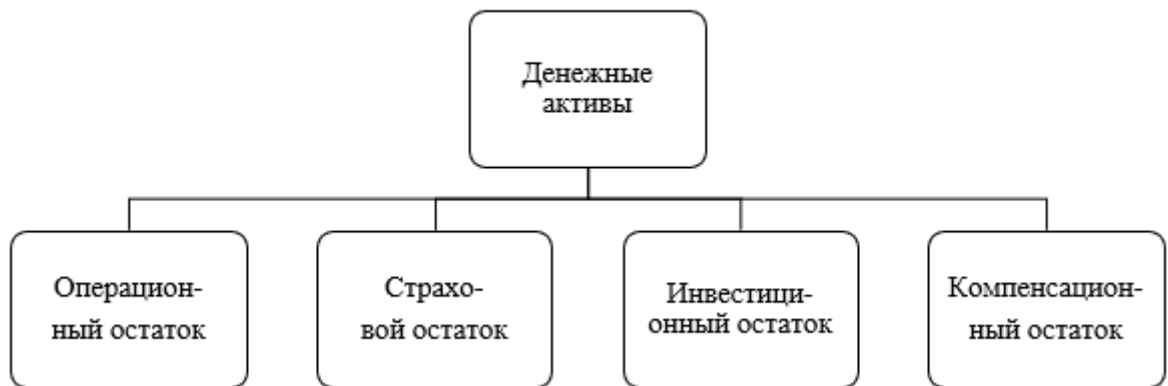 Денежные
активы
Операцион-
ный остаток
Страхо-
вой остаток
Инвестици-
онный остаток
Компенсацион-
ный остаток